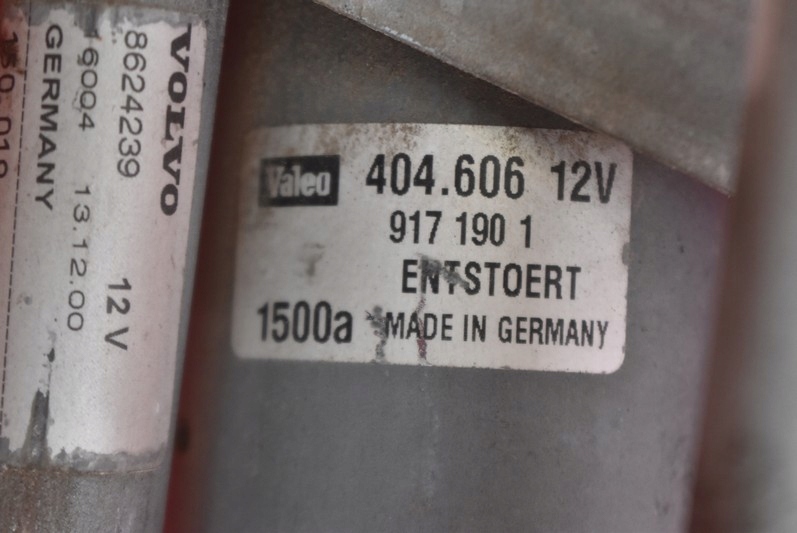 VOLVO
8624239 12 V
6004 13.12.00
GERMANY
Valeo 404.606 12V
917 190 1
ENTSTOERT
1500a MADE IN GERMANY